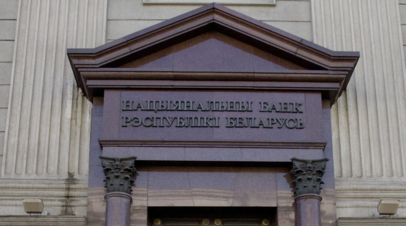 НАЦЫЯНАЛЬНЫ БАНК
РЭСПУБЛІКІ БЕЛАРУСЬ